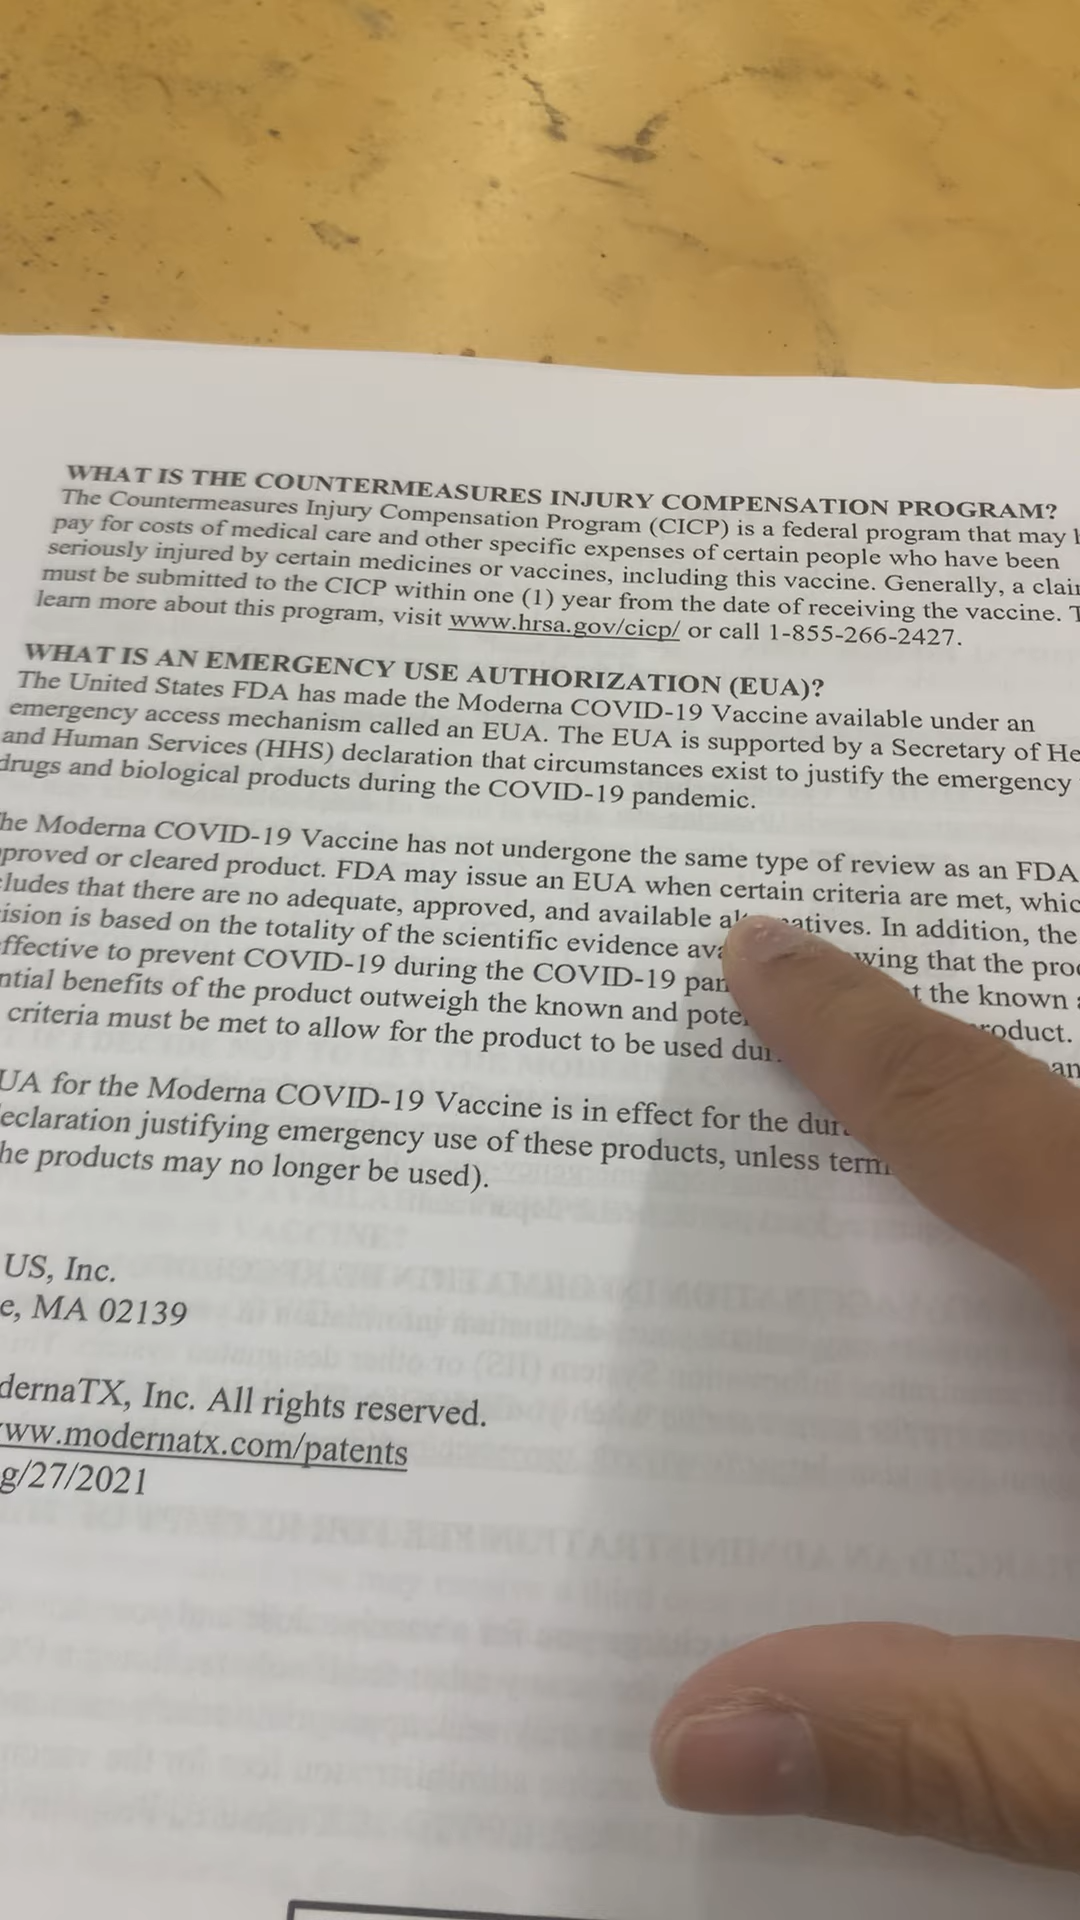 WHAT IS THE COUNTERMEASURES INJURY COMPENSATION PROGRAM?
The Countermeasures Injury Compensation Program (CICP) is a federal program that may
pay for costs of medical care and other specific expenses of certain people who have been
seriously injured by certain medicines or vaccines, including this vaccine. Generally, a clai
must be submitted to the CICP within one (1) year from the date of receiving the vaccine. T
learn more about this program, visit www.hrsa.gov/cicp/ or call 1-855-266-2427.
WHAT IS AN EMERGENCY USE AUTHORIZATION (EUA)?
The United States FDA has made the Moderna COVID-19 Vaccine available under an
emergency access mechanism called an EUA. The EUA is supported by a Secretary of He
and Human Services (HHS) declaration that circumstances exist to justify the emergency
drugs and biological products during the COVID-19 pandemic.
he Moderna COVID-19 Vaccine has not undergone the same type of review as an FDA
proved or cleared product. FDA may issue an EUA when certain criteria are met, whic
cludes that there are no adequate, approved, and available al natives. In addition, the
ision is based on the totality of the scientific evidence ava wing that the prod
ffective to prevent COVID-19 during the COVID-19 pan t the known
ntial benefits of the product outweigh the known and pote roduct.
criteria must be met to allow for the product to be used dur an
UA for the Moderna COVID-19 Vaccine is in effect for the dura
eclaration justifying emergency use of these products, unless term
he products may no longer be used).
US, Inc.
e, MA 02139
dernaTX, Inc. All rights reserved.
ww.modernatx.com/patents
g/27/2021